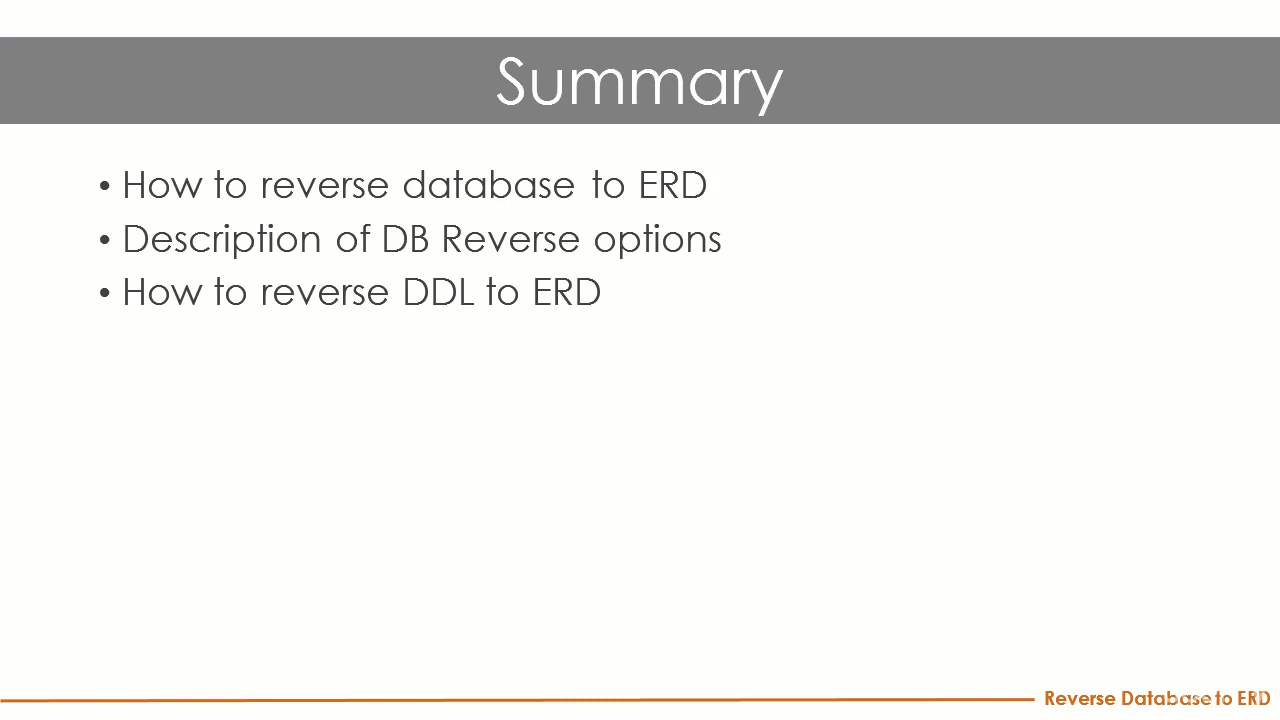 Summary
• How to reverse database to ERD
• Description of DB Reverse options
• How to reverse DDL to ERD
Reverse Database to ERD